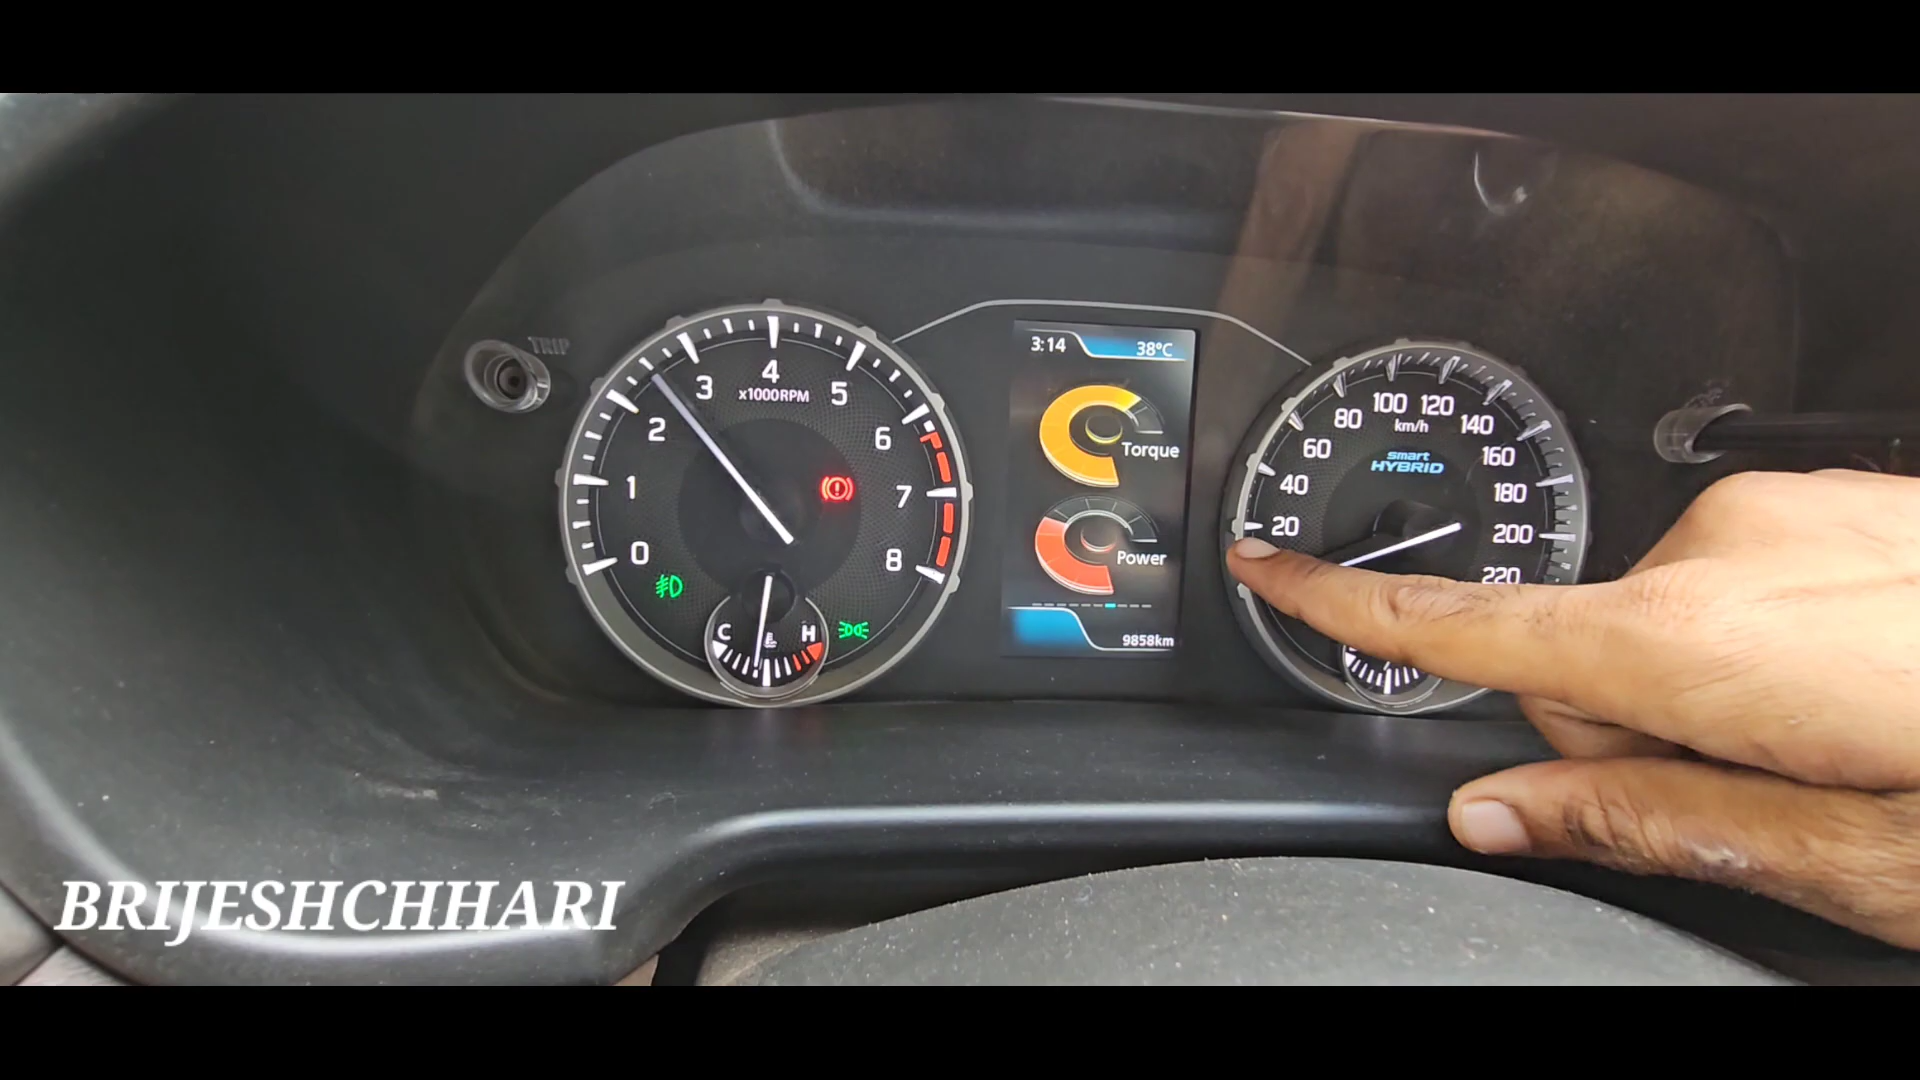 TRIP
3:14 38°C
4
3 5
x1000RPM
2 6
1 7
0 8
C H
Torque
Power
9858km
100 120
80 140
km/h
60 160
smart
HYBRID
40 180
20 200
220
BRIJESHCHHARI